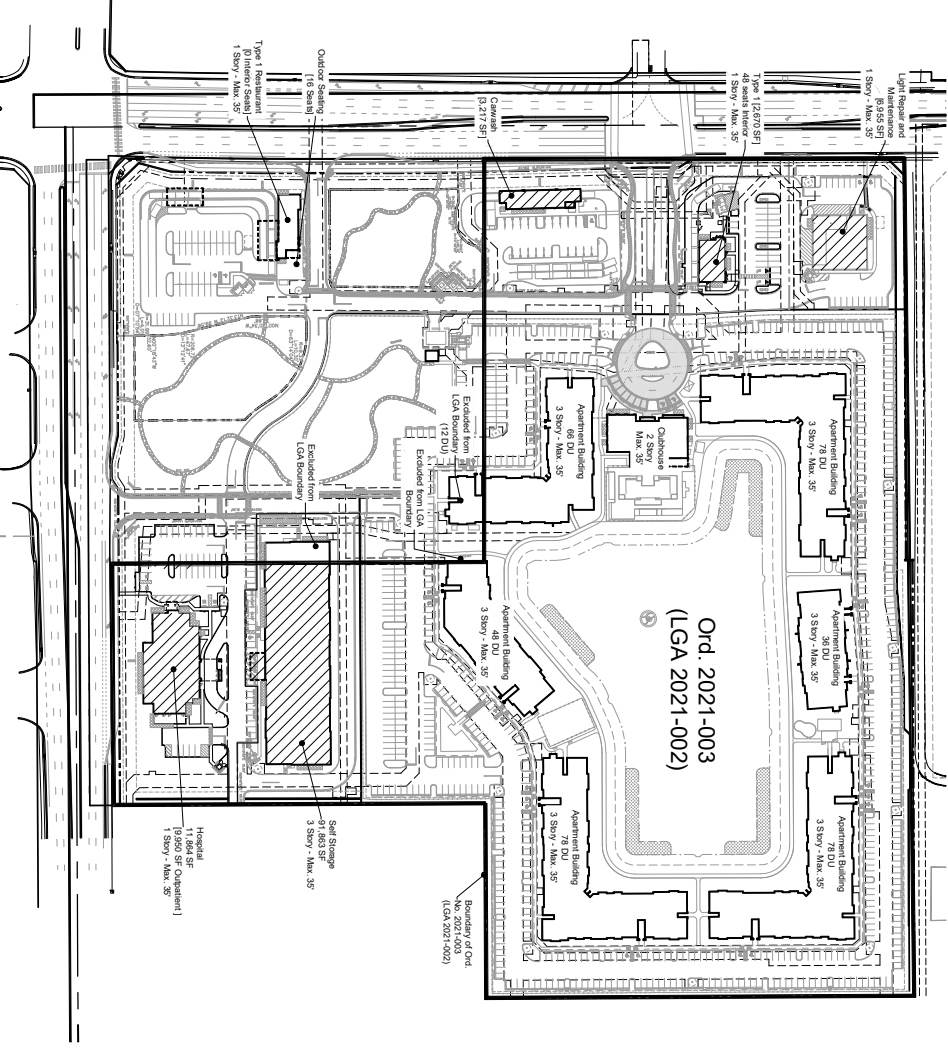 Light Repair and
Maintenance
[6,955 SF]
1 Story - Max. 35'
Type 1 [2,670 SF]
48 seats Interior
1 Story - Max. 35'
Carwash
[3,217 SF]
Outdoor Seating
[16 Seats]
Type 1 Restaurant
[0 Interior Seats]
1 Story - Max. 35'
Apartment Building
78 DU
3 Story - Max. 35'
Clubhouse
2 Story
Max. 35'
Apartment Building
66 DU
3 Story - Max. 35'
Excluded from
LGA Boundary
(12 DU)
Excluded from LGA
Boundary
Excluded from
LGA Boundary
Apartment Building
36 DU
3 Story - Max. 35'
Ord. 2021-003
(LGA 2021-002)
Apartment Building
48 DU
3 Story - Max. 35'
Apartment Building
78 DU
3 Story - Max. 35'
Apartment Building
78 DU
3 Story - Max. 35'
Self Storage
91,863 SF
3 Story - Max. 35'
Hospital
11,864 SF
[9,950 SF Outpatient ]
1 Story - Max. 35'
Boundary of Ord.
No. 2021-003
(LGA 2021-002)